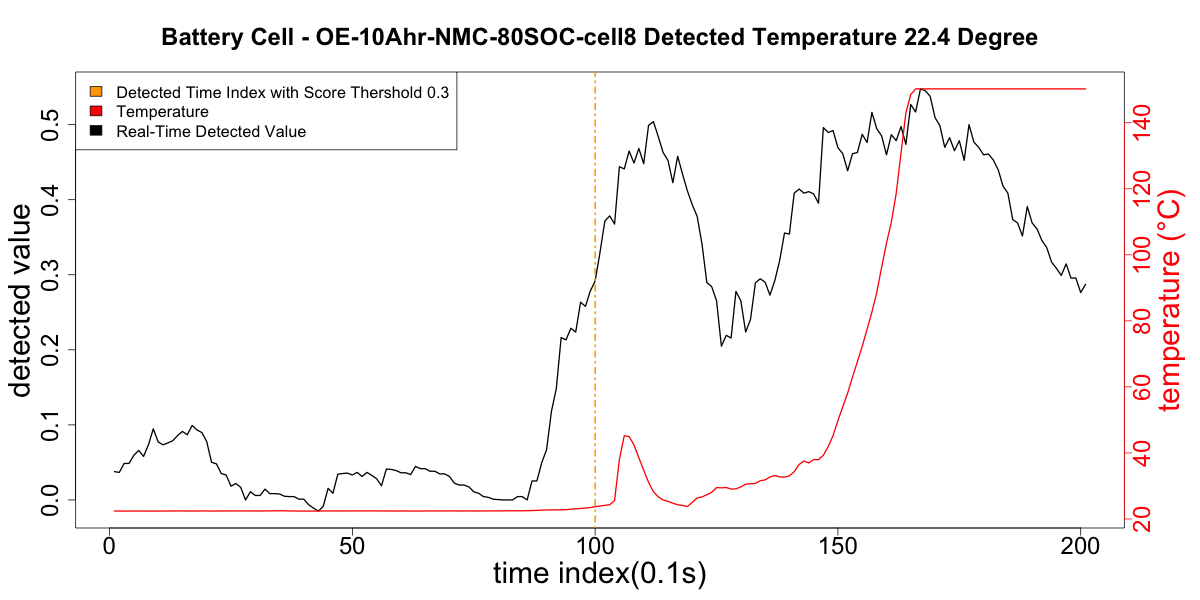 Battery Cell - OE-10Ahr-NMC-80SOC-cell8 Detected Temperature 22.4 Degree
Detected Time Index with Score Thershold 0.3
Temperature
Real-Time Detected Value
detected value
0.0
0.1
0.2
0.3
0.4
0.5
temperature (°C)
20
40
60
80
100
120
140
0
50
100
150
200
time index(0.1s)